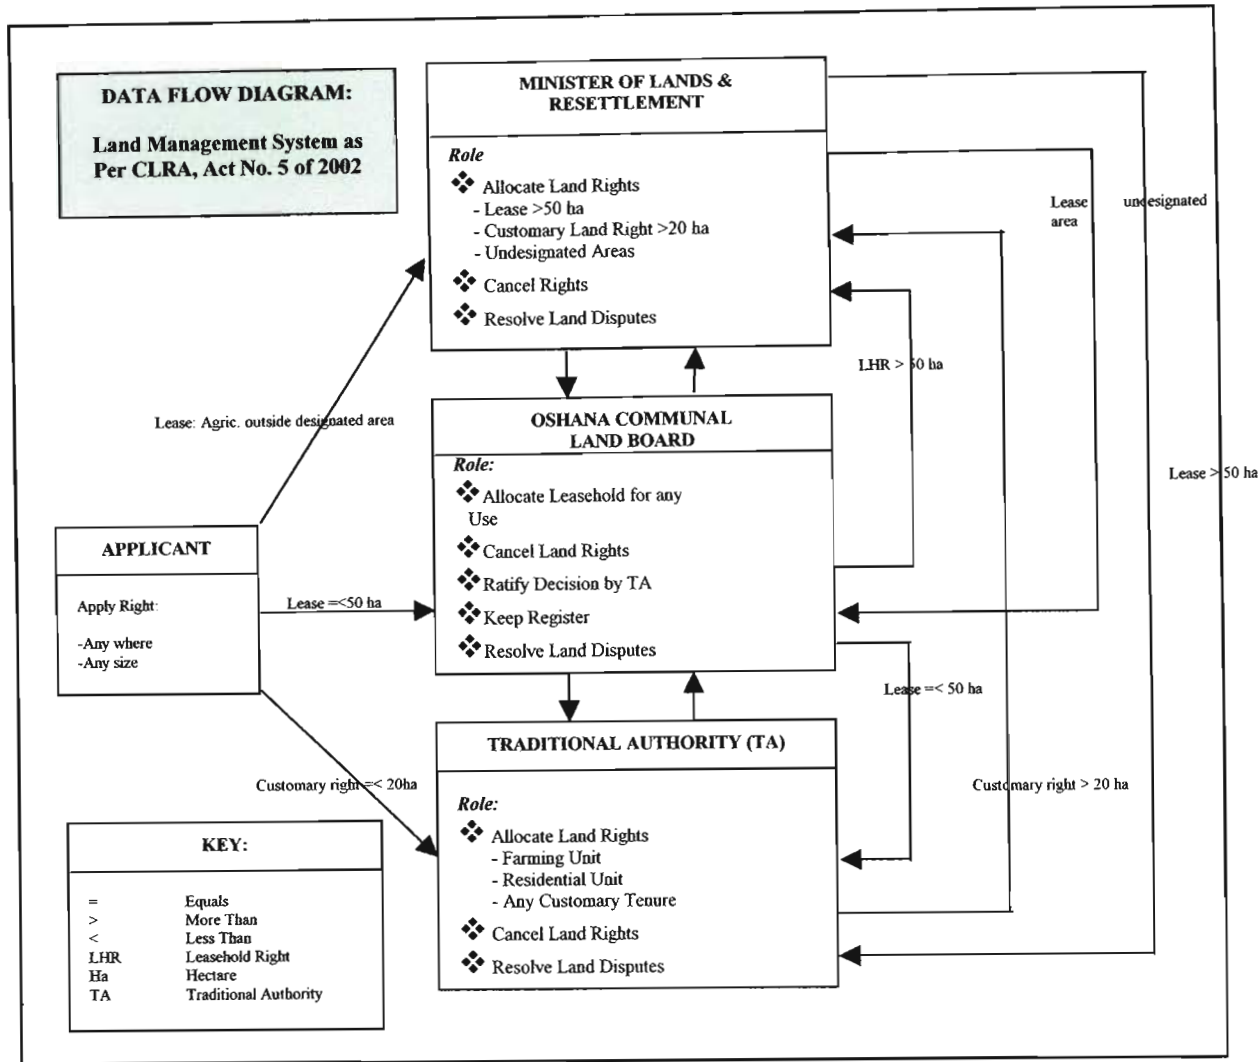 DATA FLOW DIAGRAM:
Land Management System as
Per CLRA, Act No. 5 of 2002
MINISTER OF LANDS &
RESETTLEMENT
Role
Allocate Land Rights
- Lease >50 ha
- Customary Land Right >20 ha
- Undesignated Areas
Cancel Rights
Resolve Land Disputes
Lease undesignated
area
LHR > 50 ha
Lease: Agric. outside designated area
OSHANA COMMUNAL
LAND BOARD
Role:
Allocate Leasehold for any
Use
Cancel Land Rights
Ratify Decision by TA
Keep Register
Resolve Land Disputes
Lease > 50 ha
APPLICANT
Apply Right:
-Any where
-Any size
Lease =<50 ha
Lease =< 50 ha
Customary right =< 20ha
Customary right > 20 ha
TRADITIONAL AUTHORITY (TA)
Role:
Allocate Land Rights
- Farming Unit
- Residential Unit
- Any Customary Tenure
Cancel Land Rights
Resolve Land Disputes
KEY:
= Equals
> More Than
< Less Than
LHR Leasehold Right
Ha Hectare
TA Traditional Authority